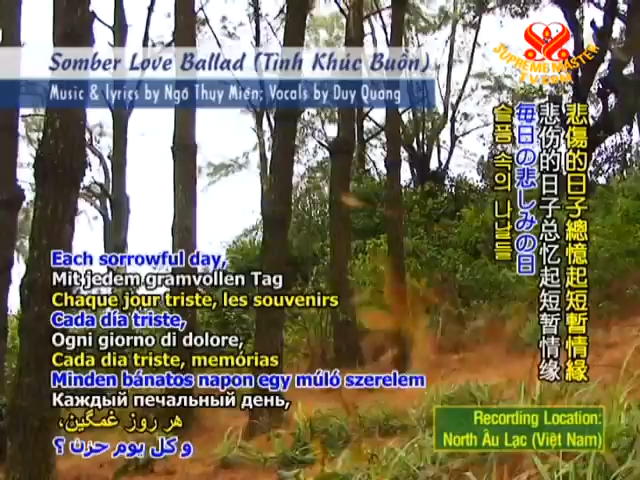 Somber Love Ballad (Tình Khúc Buồn)
Music & lyrics by Ngô Thụy Miên; Vocals by Duy Quang
SUPREME MASTER
TV.COM
悲傷的日子總憶起短暫情緣
悲伤的日子总忆起短暂情缘
毎日の悲しみの日
슬픔 속의 나날들
Each sorrowful day,
Mit jedem gramvollen Tag
Chaque jour triste, les souvenirs
Cada día triste,
Ogni giorno di dolore,
Cada dia triste, memórias
Minden bánatos napon egy múló szerelem
Каждый печальный день,
هر روز غمگین،
و كل يوم حزن ؟
Recording Location:
North Âu Lạc (Việt Nam)